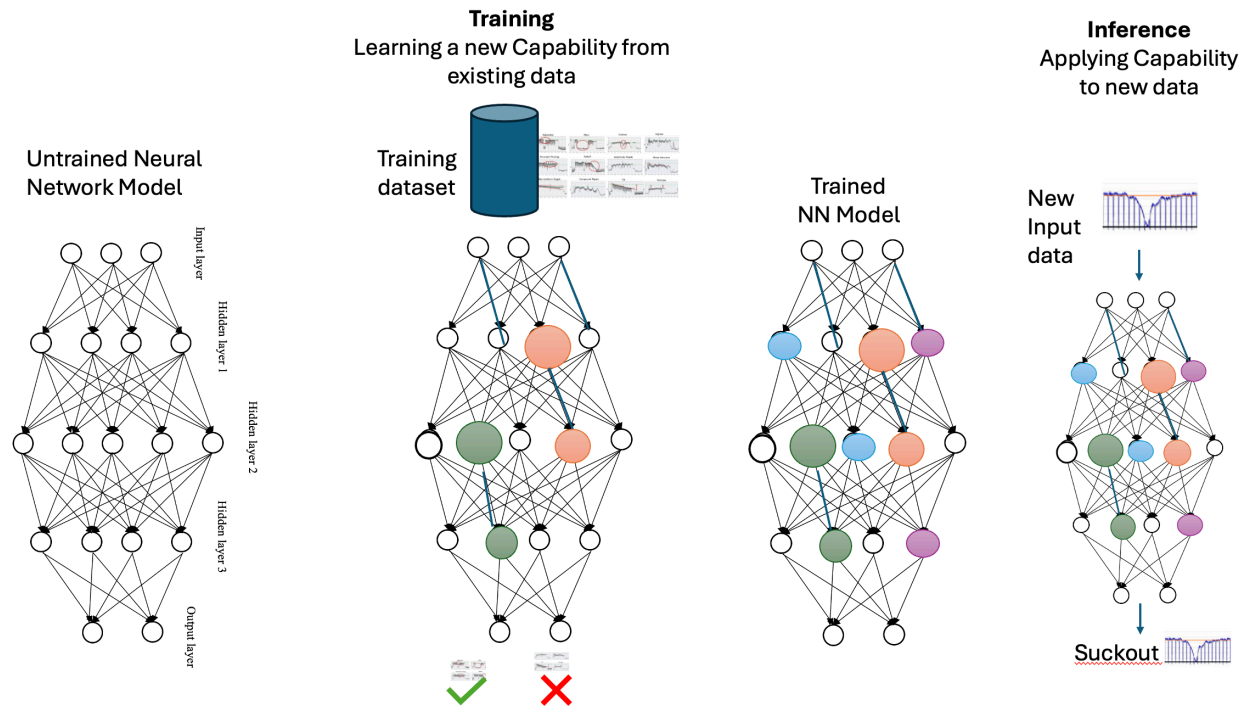 Training
Learning a new Capability from
existing data
Inference
Applying Capability
to new data
Untrained Neural
Network Model
Training
dataset
Trained
NN Model
New
Input
data
Input layer
Hidden layer 1
Hidden layer 2
Hidden layer 3
Output layer
Suckout